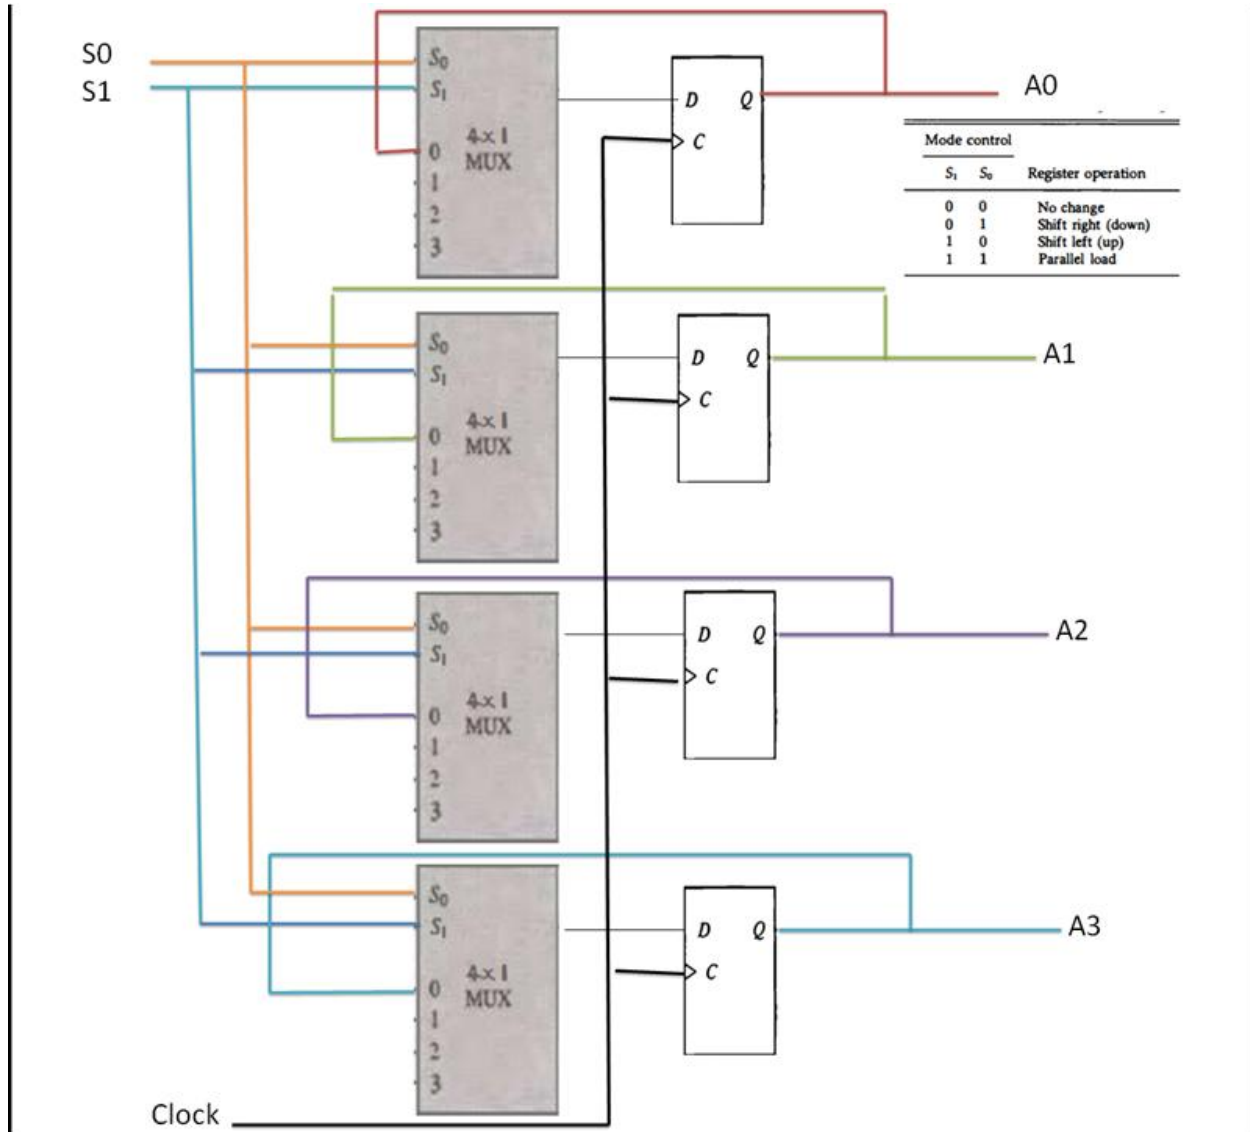 S0
S1
S₀
S₁
4×1
MUX
0
1
2
3
D Q
C
A0
Mode control
S₁ S₀ Register operation
0 0 No change
0 1 Shift right (down)
1 0 Shift left (up)
1 1 Parallel load
S₀
S₁
4×1
MUX
0
1
2
3
D Q
C
A1
S₀
S₁
4×1
MUX
0
1
2
3
D Q
C
A2
S₀
S₁
4×1
MUX
0
1
2
3
D Q
C
A3
Clock